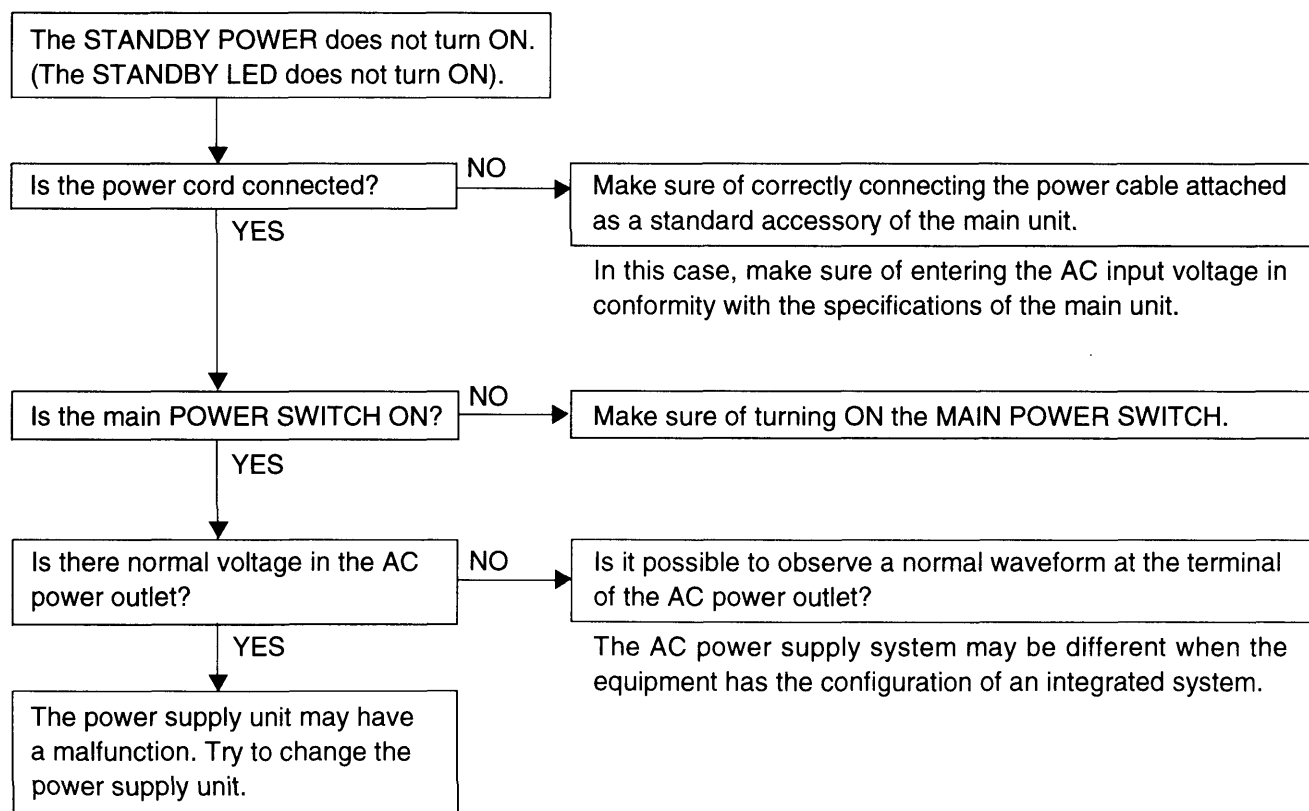 The STANDBY POWER does not turn ON.
(The STANDBY LED does not turn ON).
Is the power cord connected?
NO
Make sure of correctly connecting the power cable attached
as a standard accessory of the main unit.
YES
In this case, make sure of entering the AC input voltage in
conformity with the specifications of the main unit.
Is the main POWER SWITCH ON?
NO
Make sure of turning ON the MAIN POWER SWITCH.
YES
Is there normal voltage in the AC
power outlet?
NO
Is it possible to observe a normal waveform at the terminal
of the AC power outlet?
YES
The AC power supply system may be different when the
equipment has the configuration of an integrated system.
The power supply unit may have
a malfunction. Try to change the
power supply unit.